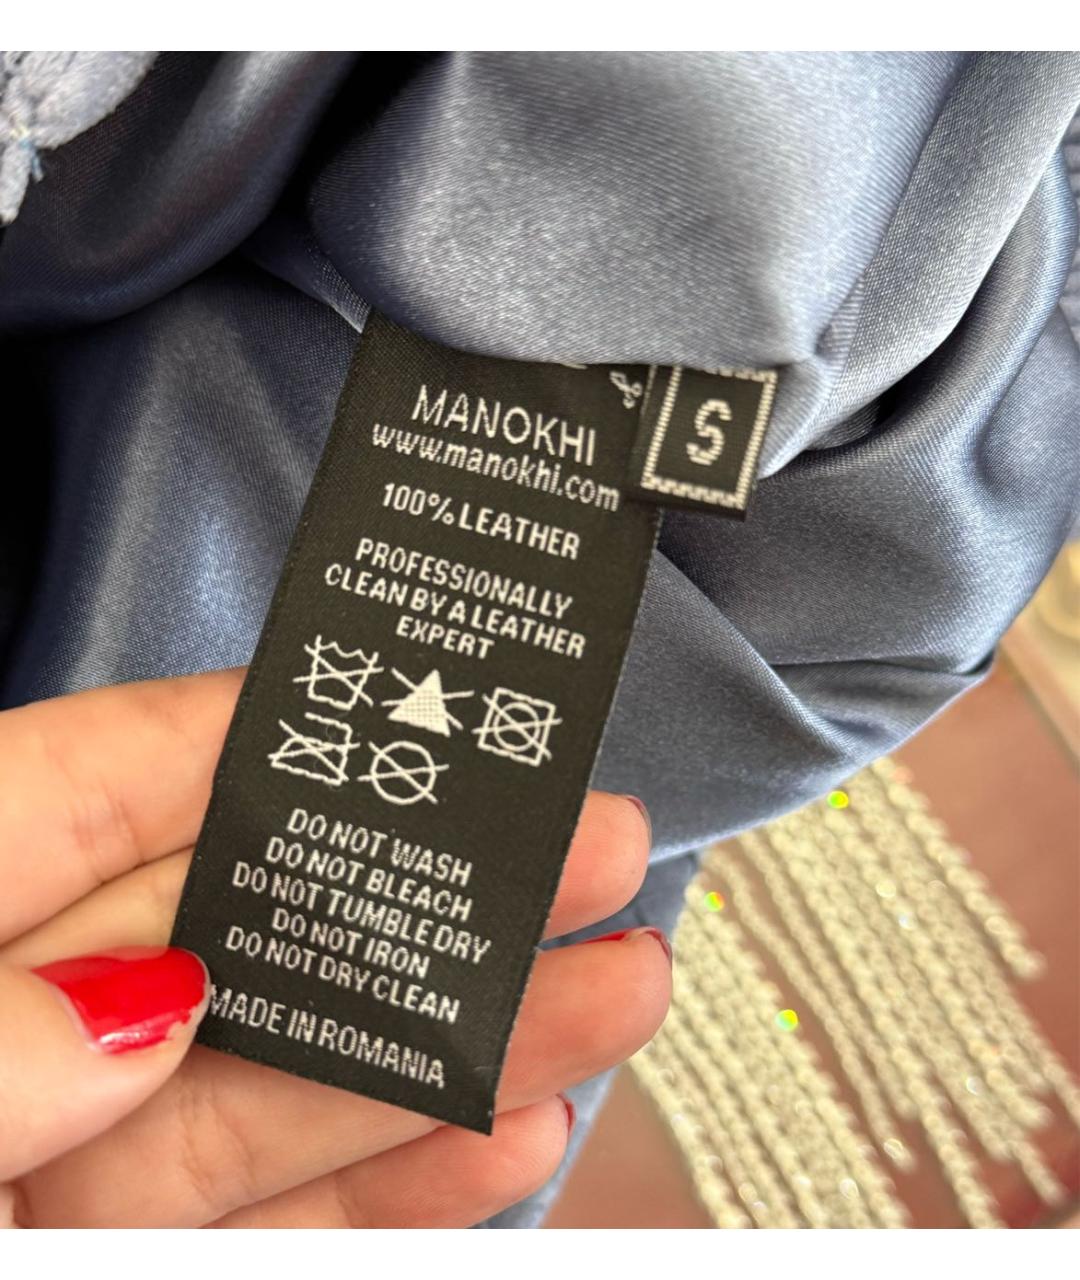 MANOKHI
www.manokhi.com
S
100% LEATHER
PROFESSIONALLY
CLEAN BY A LEATHER
EXPERT
DO NOT WASH
DO NOT BLEACH
DO NOT TUMBLE DRY
DO NOT IRON
DO NOT DRY CLEAN
MADE IN ROMANIA